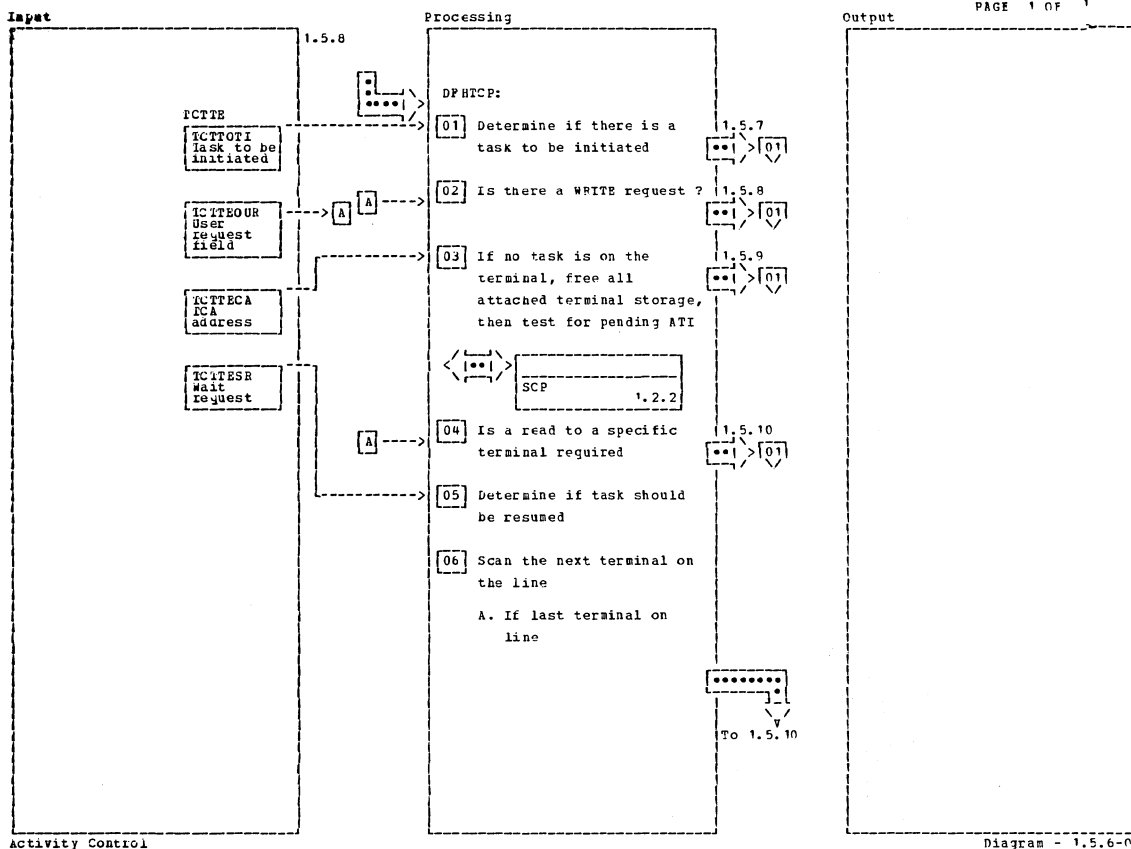 PAGE 1 OF 1
Input Processing Output
1.5.8
DFHTCP:
TCTTE
TCTTOTI
Task to be
initiated
01 Determine if there is a
task to be initiated
1.5.7
01
A
02 Is there a WRITE request ?
1.5.8
01
TCTTEOUR
User
request
field
A
03 If no task is on the
terminal, free all
attached terminal storage,
then test for pending ATI
1.5.9
01
TCTTECA
TCA
address
SCP
1.2.2
TCTTESR
Wait
request
A
04 Is a read to a specific
terminal required
1.5.10
01
05 Determine if task should
be resumed
06 Scan the next terminal on
the line
A. If last terminal on
line
To 1.5.10
Activity Control
Diagram - 1.5.6-0